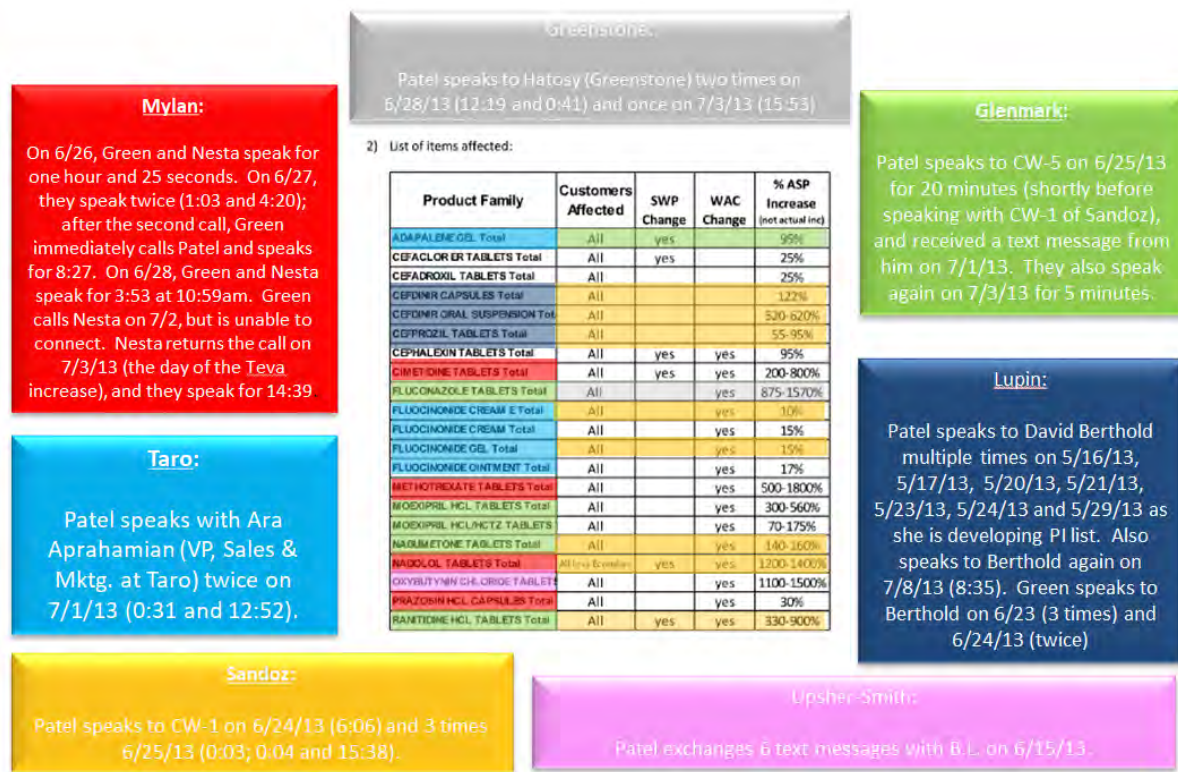 Greenstone:
Patel speaks to Hatosy (Greenstone) two times on
6/28/13 (12:19 and 0:41) and once on 7/3/13 (15:53)
Mylan:
On 6/26, Green and Nesta speak for
one hour and 25 seconds. On 6/27,
they speak twice (1:03 and 4:20);
after the second call, Green
immediately calls Patel and speaks
for 8:27. On 6/28, Green and Nesta
speak for 3:53 at 10:59am. Green
calls Nesta on 7/2, but is unable to
connect. Nesta returns the call on
7/3/13 (the day of the Teva
increase), and they speak for 14:39.
Glenmark:
Patel speaks to CW-5 on 6/25/13
for 20 minutes (shortly before
speaking with CW-1 of Sandoz),
and received a text message from
him on 7/1/13. They also speak
again on 7/3/13 for 5 minutes.
2) List of items affected:
Product Family Customers Affected SWP Change WAC Change % ASP Increase (not actual inc)
ADAPALENE GEL Total All yes 95%
CEFACLOR ER TABLETS Total All yes 25%
CEFADROXIL TABLETS Total All 25%
CEFDINIR CAPSULES Total All 122%
CEFDINIR ORAL SUSPENSION Tot All 520-620%
CEFPROZIL TABLETS Total All 55-95%
CEPHALEXIN TABLETS Total All yes yes 95%
CIMETIDINE TABLETS Total All yes yes 200-800%
FLUCONAZOLE TABLETS Total All yes 875-1570%
FLUOCINONIDE CREAM E Total All yes 10%
FLUOCINONIDE CREAM Total All yes 15%
FLUOCINONIDE GEL Total All yes 15%
FLUOCINONIDE OINTMENT Total All yes 17%
METHOTREXATE TABLETS Total All yes 500-1800%
MOEXIPRIL HCL TABLETS Total All yes 300-560%
MOEXIPRIL HCL/HCTZ TABLETS All yes 70-175%
NABUMETONE TABLETS Total All yes 140-160%
NADOLOL TABLETS Total All yes yes 1200-1400%
OXYBUTYNIN CHLORIDE TABLETS All yes 1100-1500%
PRAZOSIN HCL CAPSULES Total All yes 30%
RANITIDINE HCL TABLETS Total All yes yes 330-900%
Taro:
Patel speaks with Ara
Aprahamian (VP, Sales &
Mktg. at Taro) twice on
7/1/13 (0:31 and 12:52).
Lupin:
Patel speaks to David Berthold
multiple times on 5/16/13,
5/17/13, 5/20/13, 5/21/13,
5/23/13, 5/24/13 and 5/29/13 as
she is developing PI list. Also
speaks to Berthold again on
7/8/13 (8:35). Green speaks to
Berthold on 6/23 (3 times) and
6/24/13 (twice)
Sandoz:
Patel speaks to CW-1 on 6/24/13 (6:06) and 3 times
6/25/13 (0:03; 0:04 and 15:38).
Upsher-Smith:
Patel exchanges 6 text messages with B.L. on 6/15/13.